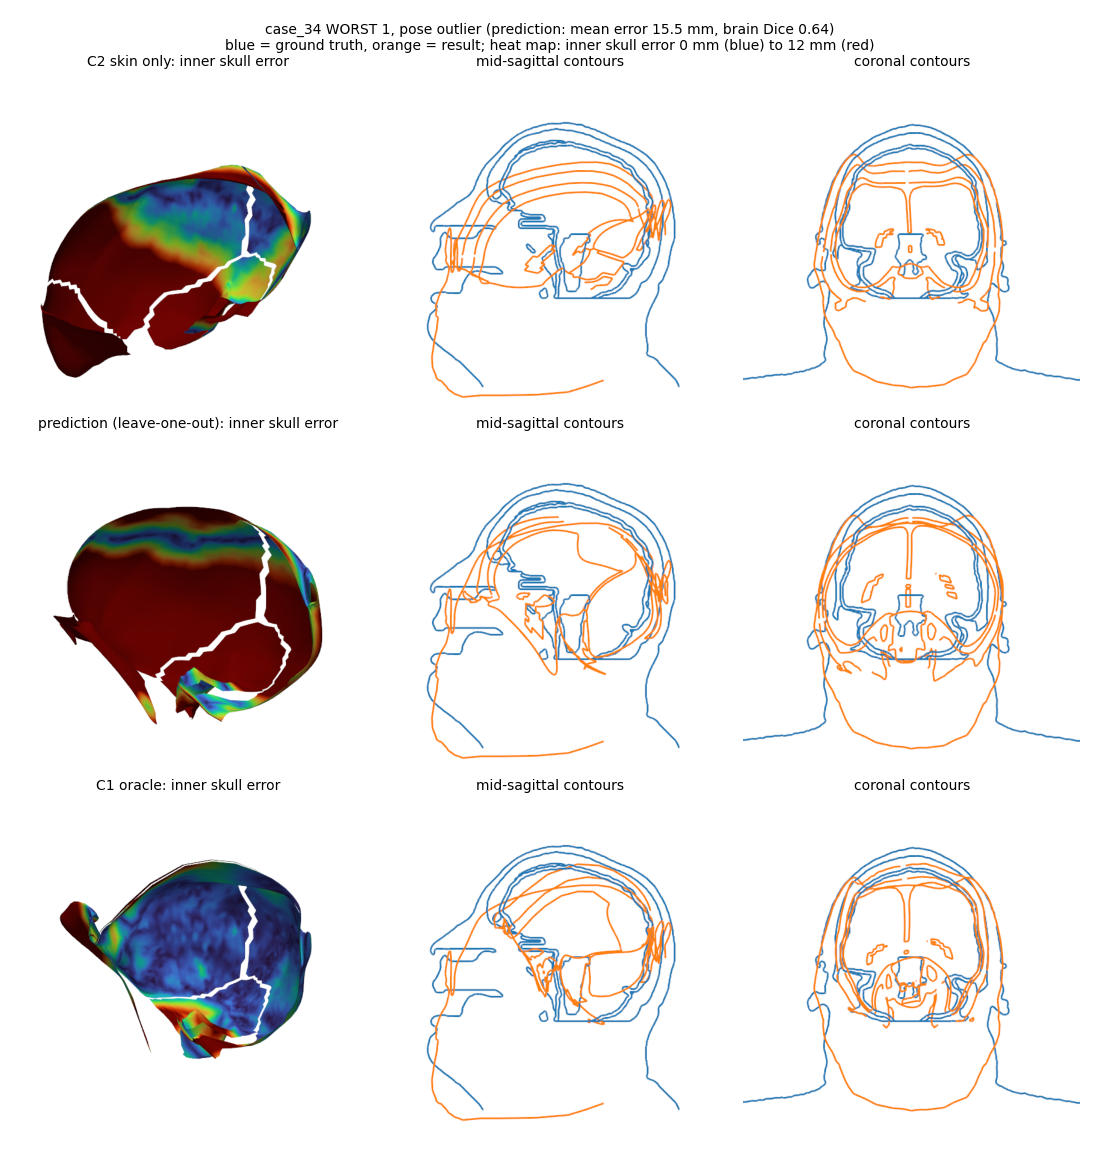 case_34 WORST 1, pose outlier (prediction: mean error 15.5 mm, brain Dice 0.64)
blue = ground truth, orange = result; heat map: inner skull error 0 mm (blue) to 12 mm (red)
C2 skin only: inner skull error
mid-sagittal contours
coronal contours
prediction (leave-one-out): inner skull error
mid-sagittal contours
coronal contours
C1 oracle: inner skull error
mid-sagittal contours
coronal contours